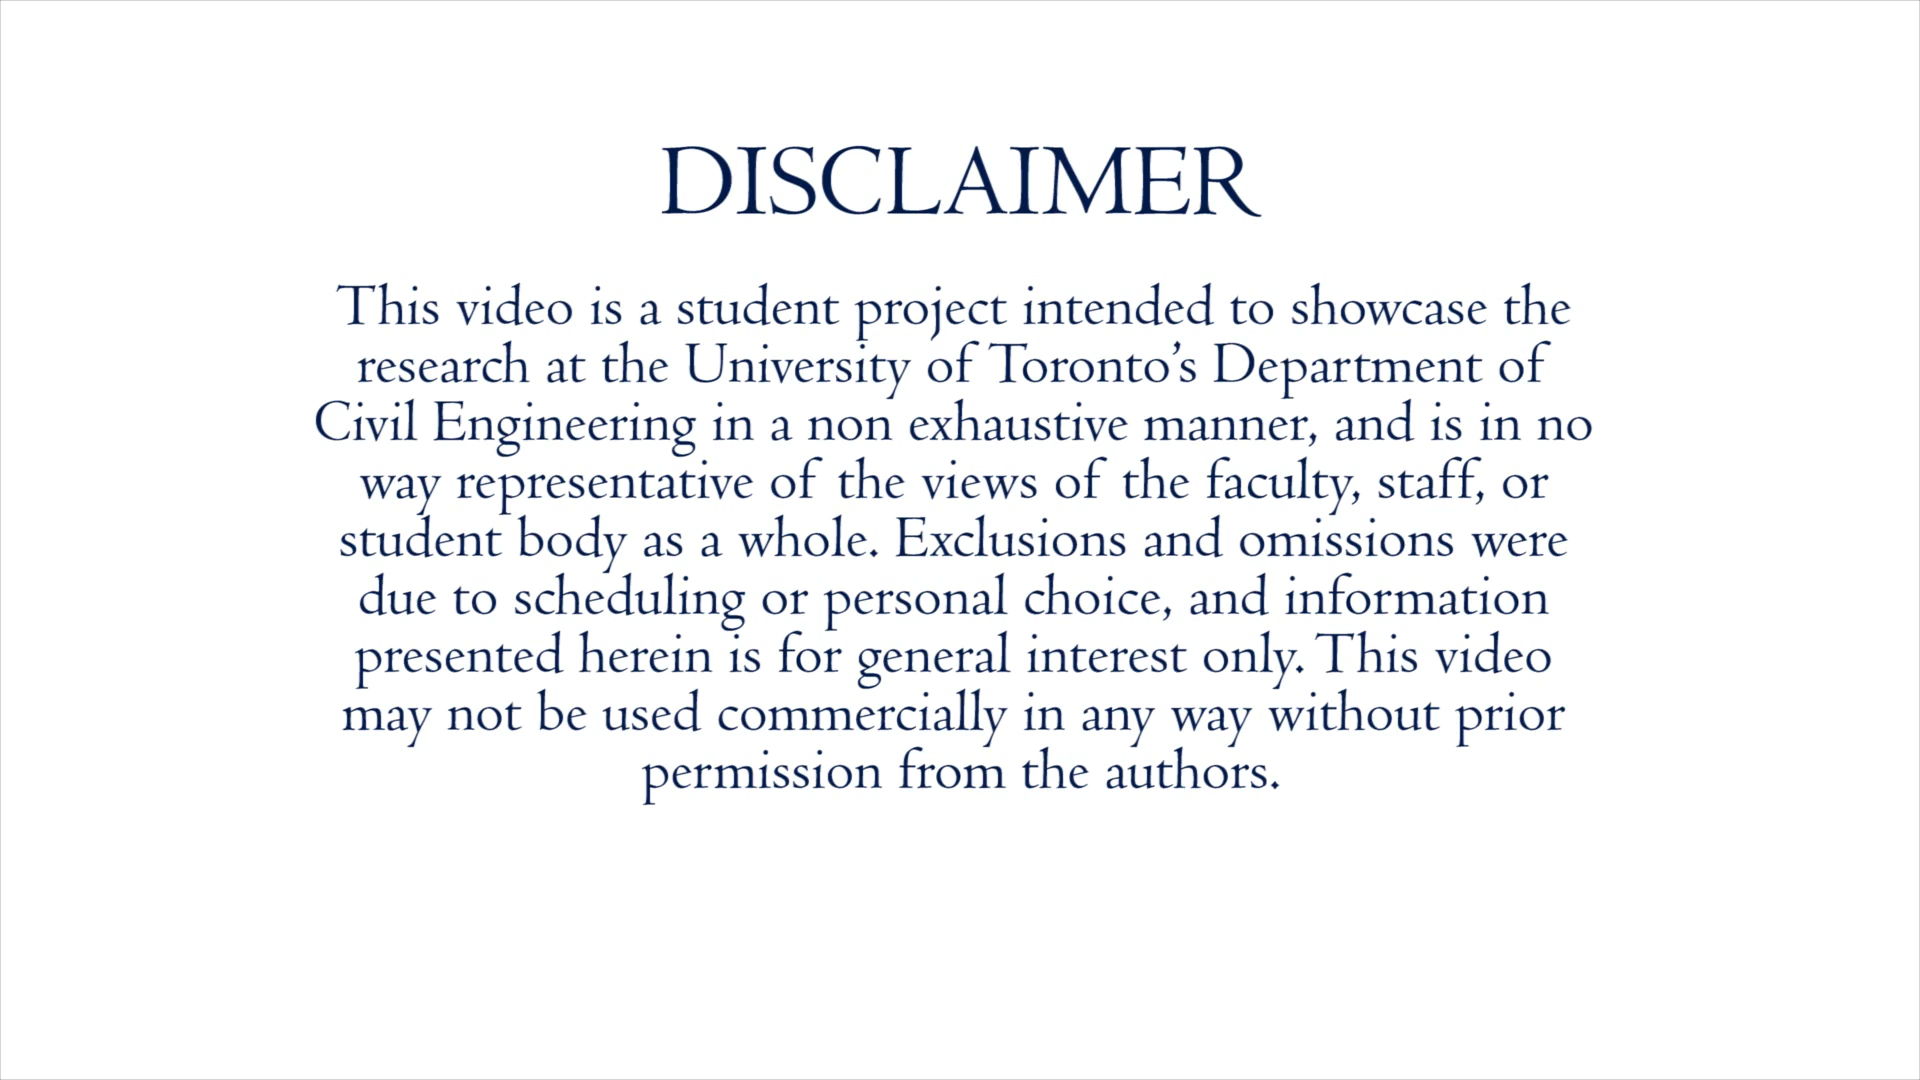 DISCLAIMER
This video is a student project intended to showcase the
research at the University of Toronto’s Department of
Civil Engineering in a non exhaustive manner, and is in no
way representative of the views of the faculty, staff, or
student body as a whole. Exclusions and omissions were
due to scheduling or personal choice, and information
presented herein is for general interest only. This video
may not be used commercially in any way without prior
permission from the authors.